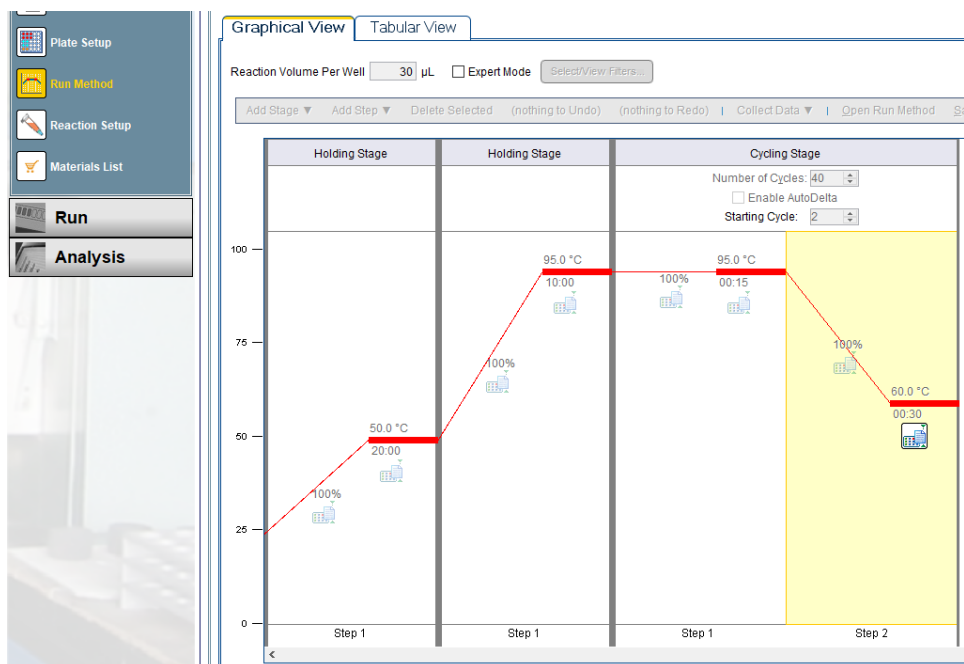 Plate Setup
Run Method
Reaction Setup
Materials List
Run
Analysis
Graphical View Tabular View
Reaction Volume Per Well 30 µL Expert Mode Select/View Filters...
Add Stage ▼ Add Step ▼ Delete Selected (nothing to Undo) (nothing to Redo) | Collect Data ▼ | Open Run Method
Holding Stage Holding Stage Cycling Stage
Number of Cycles: 40
Enable AutoDelta
Starting Cycle: 2
100
95.0 °C 95.0 °C
10:00 100% 00:15
75
100%
100%
60.0 °C
00:30
50
50.0 °C
20:00
100%
25
0
Step 1 Step 1 Step 1 Step 2